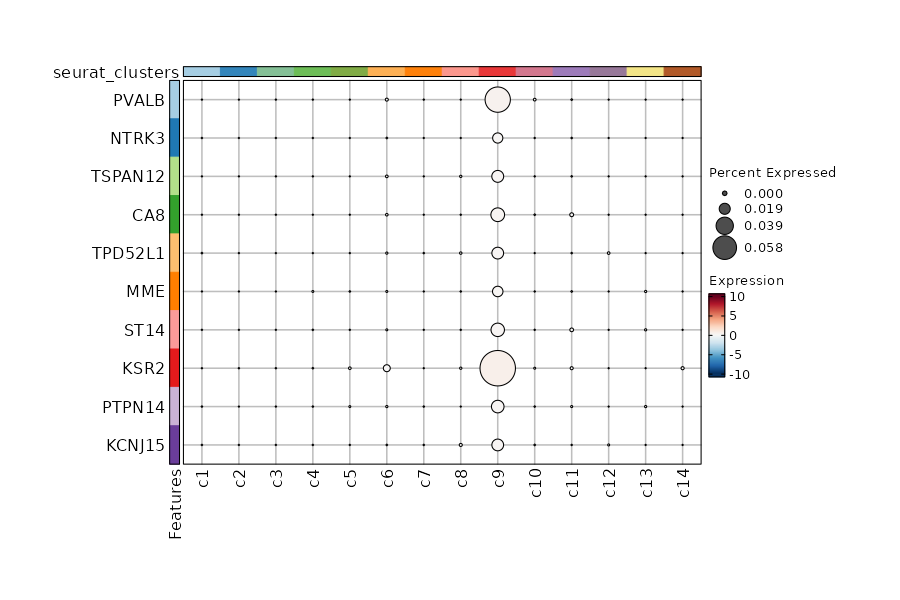 seurat_clusters
PVALB
NTRK3
TSPAN12
CA8
TPD52L1
MME
ST14
KSR2
PTPN14
KCNJ15
Features
c1 c2 c3 c4 c5 c6 c7 c8 c9 c10 c11 c12 c13 c14
Percent Expressed
0.000
0.019
0.039
0.058
Expression
10
5
0
-5
-10